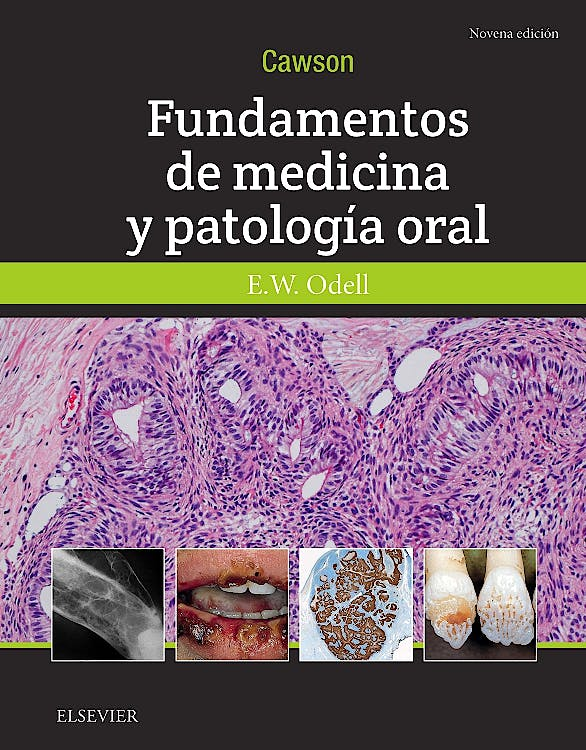 Novena edición
Cawson
Fundamentos
de medicina
y patología oral
E.W. Odell
ELSEVIER